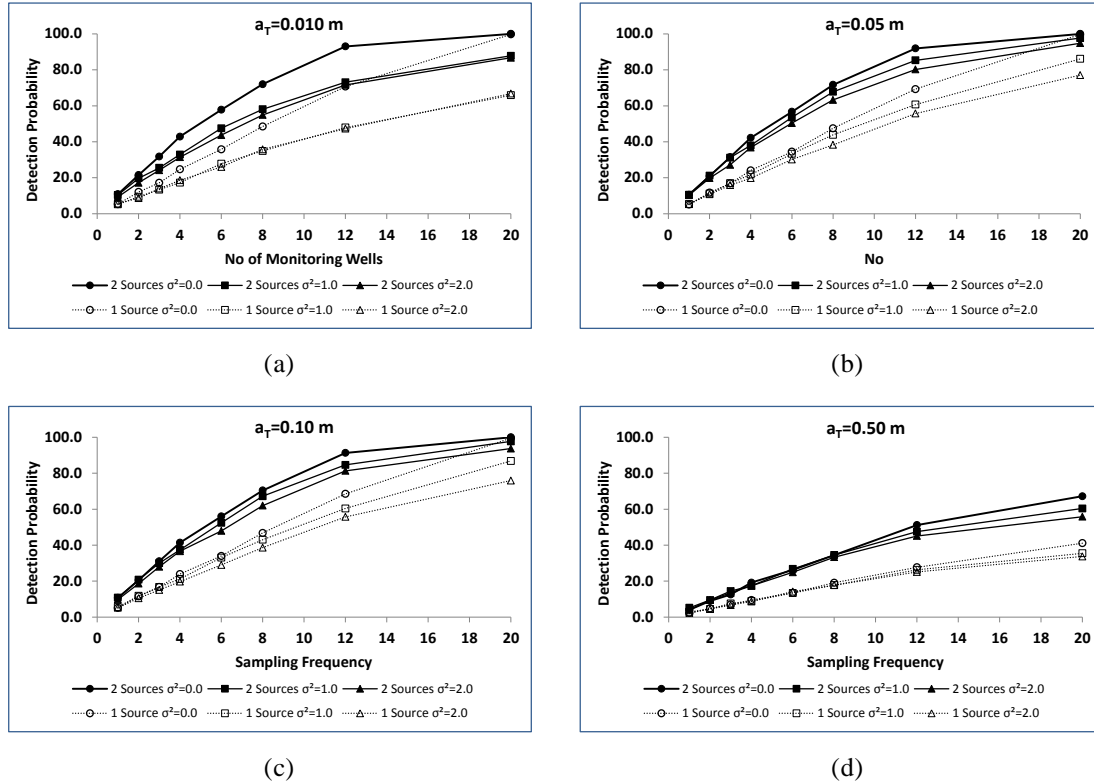 a_T=0.010 m
Detection Probability
100.0
80.0
60.0
40.0
20.0
0.0
0 2 4 6 8 10 12 14 16 18 20
No of Monitoring Wells
2 Sources σ²=0.0 2 Sources σ²=1.0 2 Sources σ²=2.0
1 Source σ²=0.0 1 Source σ²=1.0 1 Source σ²=2.0
(a)
a_T=0.05 m
Detection Probability
100.0
80.0
60.0
40.0
20.0
0.0
0 2 4 6 8 10 12 14 16 18 20
No
2 Sources σ²=0.0 2 Sources σ²=1.0 2 Sources σ²=2.0
1 Source σ²=0.0 1 Source σ²=1.0 1 Source σ²=2.0
(b)
a_T=0.10 m
Detection Probability
100.0
80.0
60.0
40.0
20.0
0.0
0 2 4 6 8 10 12 14 16 18 20
Sampling Frequency
2 Sources σ²=0.0 2 Sources σ²=1.0 2 Sources σ²=2.0
1 Source σ²=0.0 1 Source σ²=1.0 1 Source σ²=2.0
(c)
a_T=0.50 m
Detection Probability
100.0
80.0
60.0
40.0
20.0
0.0
0 2 4 6 8 10 12 14 16 18 20
Sampling Frequency
2 Sources σ²=0.0 2 Sources σ²=1.0 2 Sources σ²=2.0
1 Source σ²=0.0 1 Source σ²=1.0 1 Source σ²=2.0
(d)